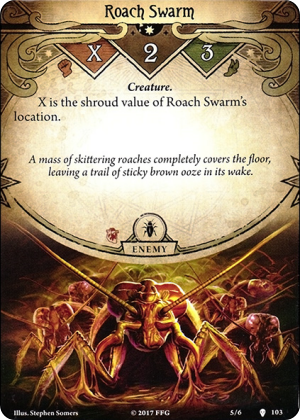 Roach Swarm
X 2 3
Creature.
X is the shroud value of Roach Swarm's
location.
A mass of skittering roaches completely covers the floor,
leaving a trail of sticky brown ooze in its wake.
ENEMY
Illus. Stephen Somers © 2017 FFG 5/6 103